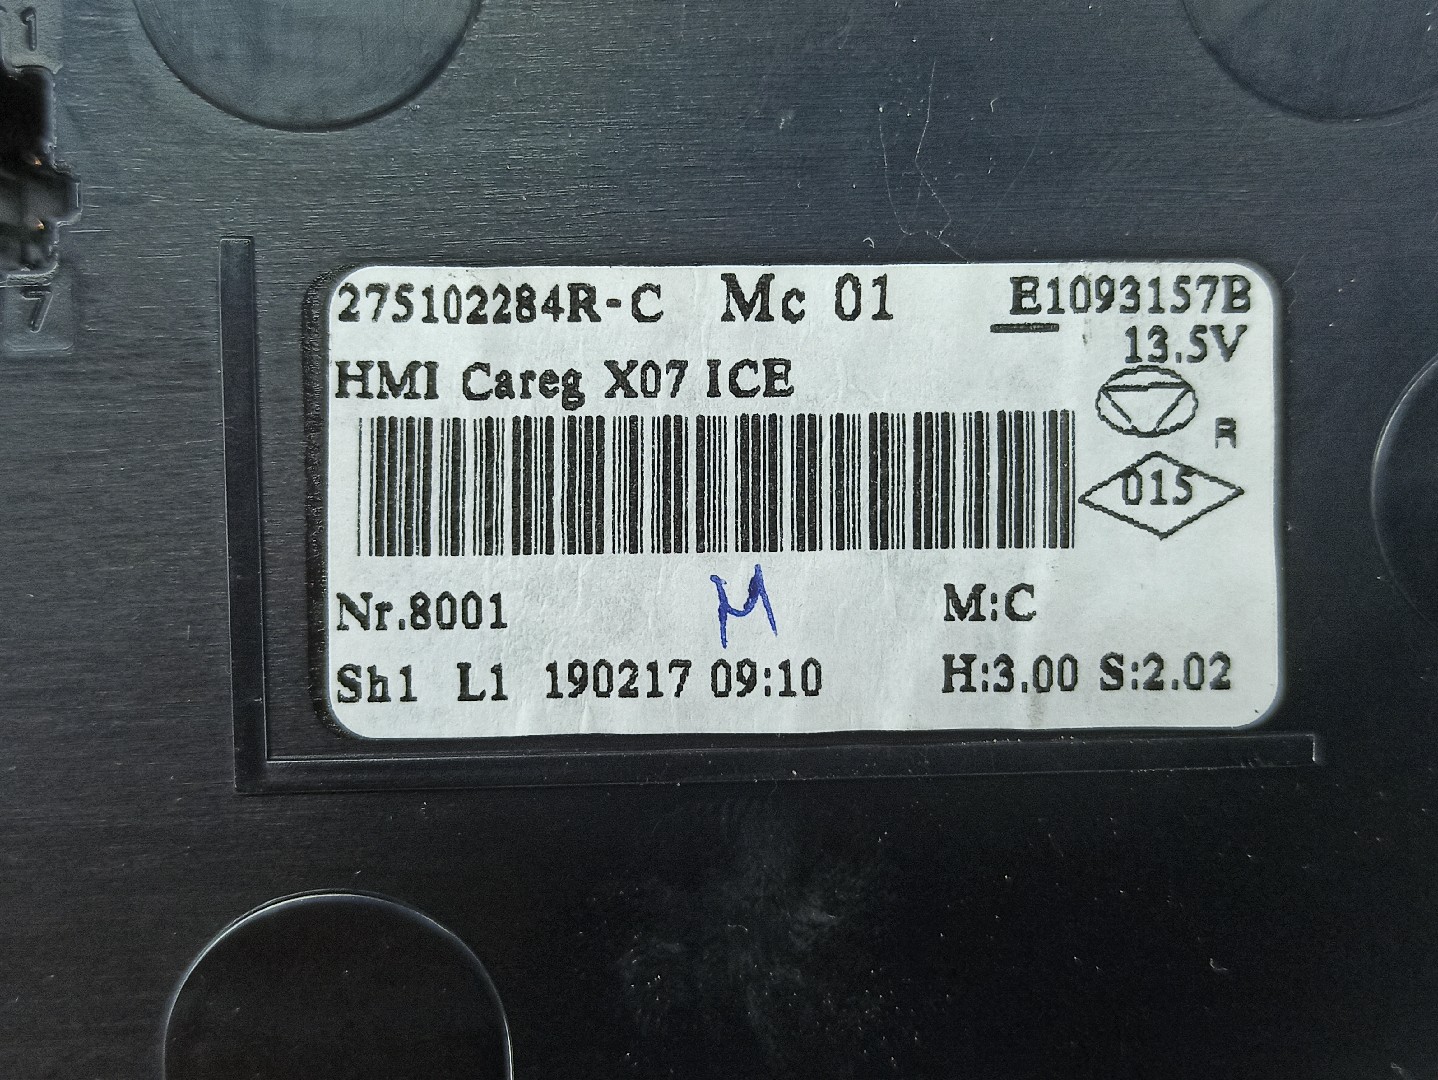 1
7
275102284R-C Mc 01 E1093157B
13.5V
HMI Careg X07 ICE
R
015
Nr.8001 M M:C
Sh1 L1 190217 09:10 H:3.00 S:2.02